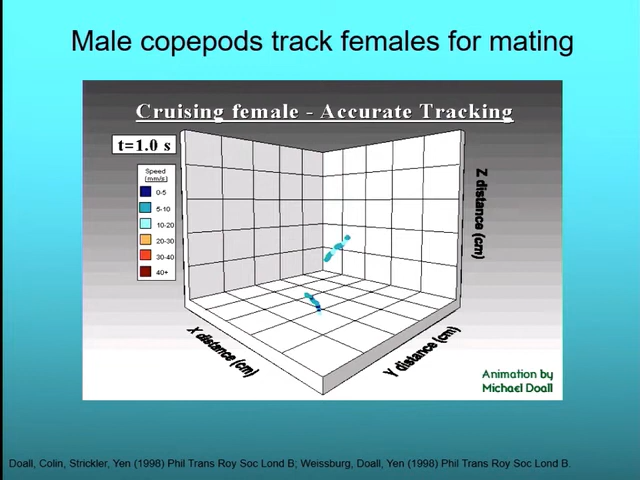 Male copepods track females for mating
Cruising female - Accurate Tracking
t=1.0 s
Speed
(mm/s)
0-5
5-10
10-20
20-30
30-40
40+
Z distance (cm)
X distance (cm)
Y distance (cm)
Animation by
Michael Doall
Doall, Colin, Strickler, Yen (1998) Phil Trans Roy Soc Lond B; Weissburg, Doall, Yen (1998) Phil Trans Roy Soc Lond B.